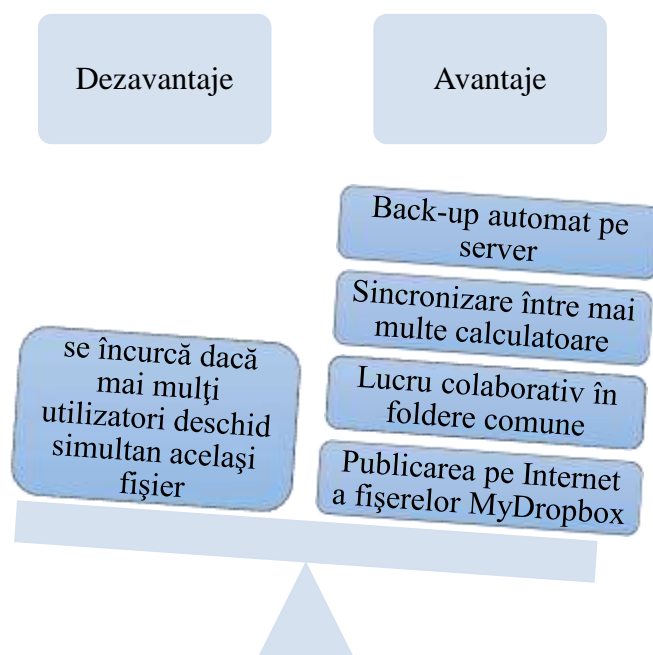 Dezavantaje
Avantaje
se încurcă dacă
mai mulţi
utilizatori deschid
simultan acelaşi
fişier
Back-up automat pe
server
Sincronizare între mai
multe calculatoare
Lucru colaborativ în
foldere comune
Publicarea pe Internet
a fişerelor MyDropbox